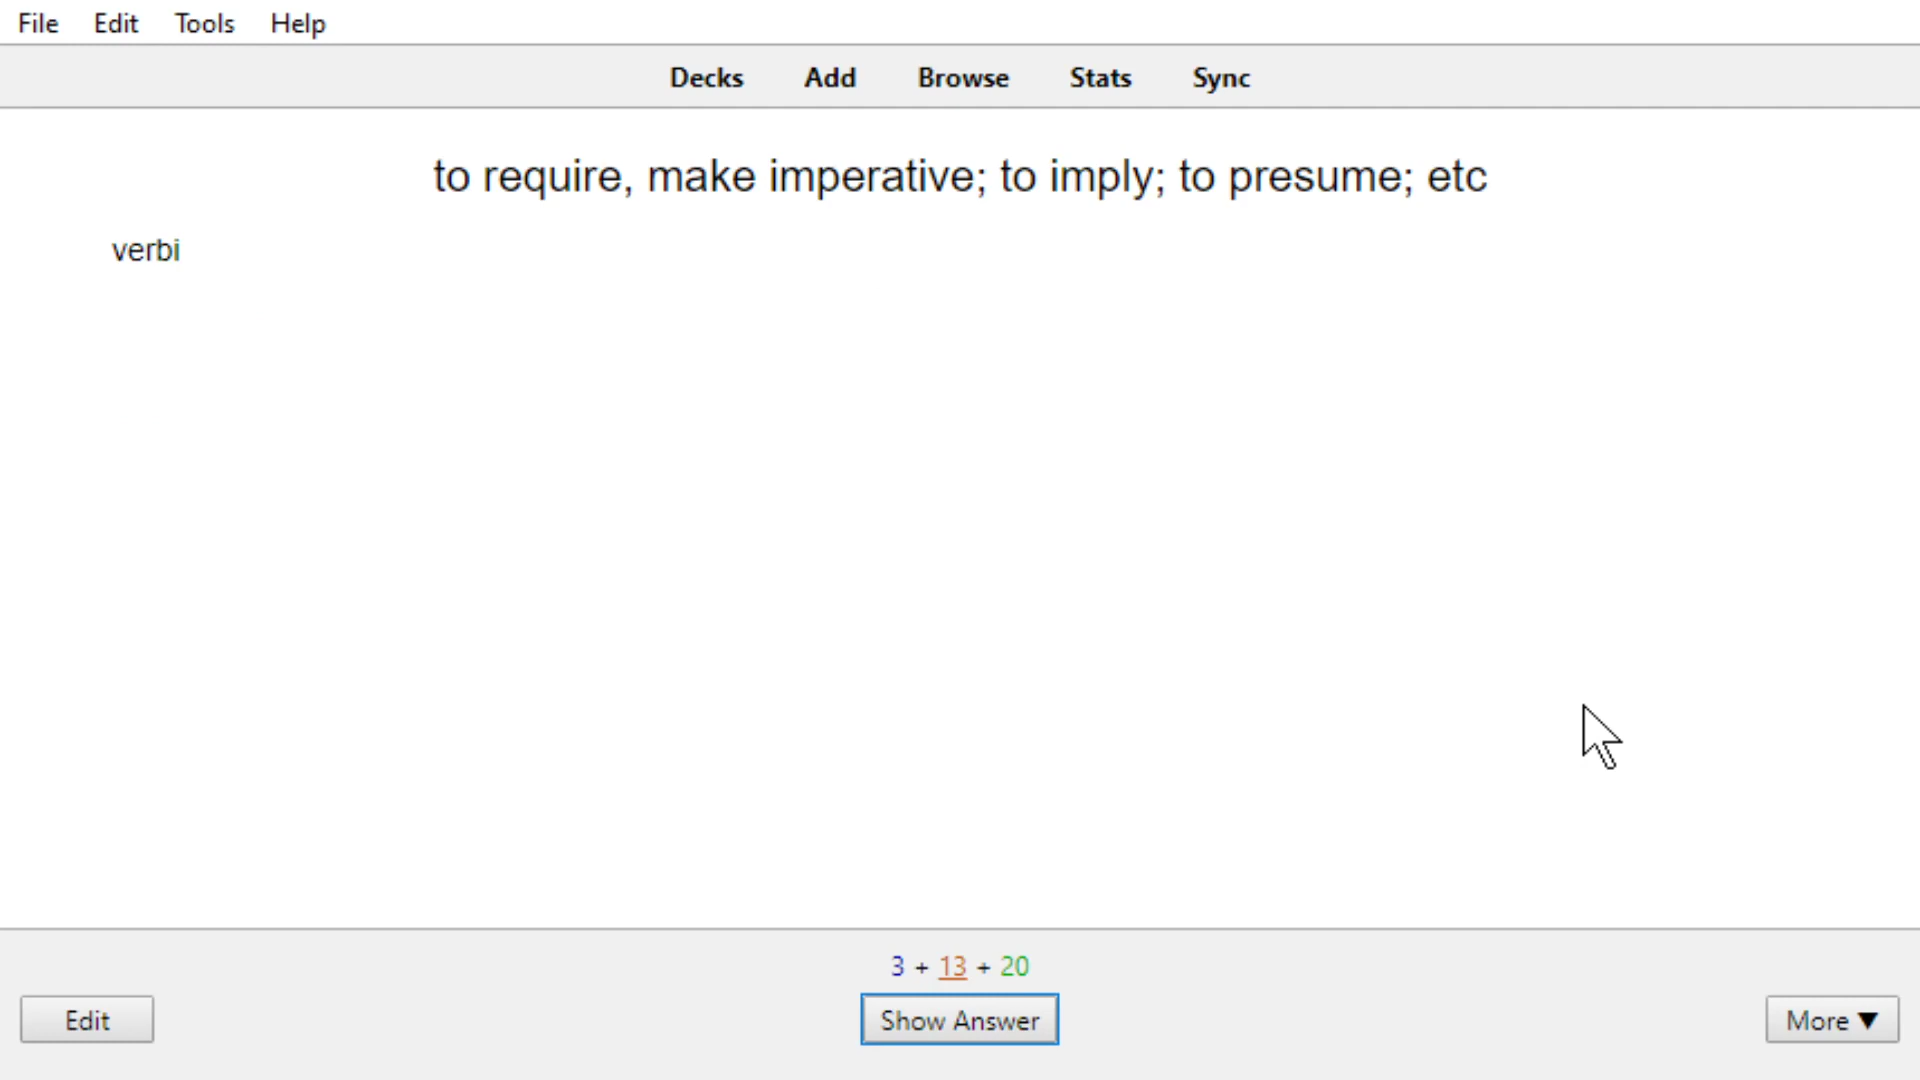 File Edit Tools Help
Decks Add Browse Stats Sync
to require, make imperative; to imply; to presume; etc
verbi
3 + 13 + 20
Edit Show Answer More ▼